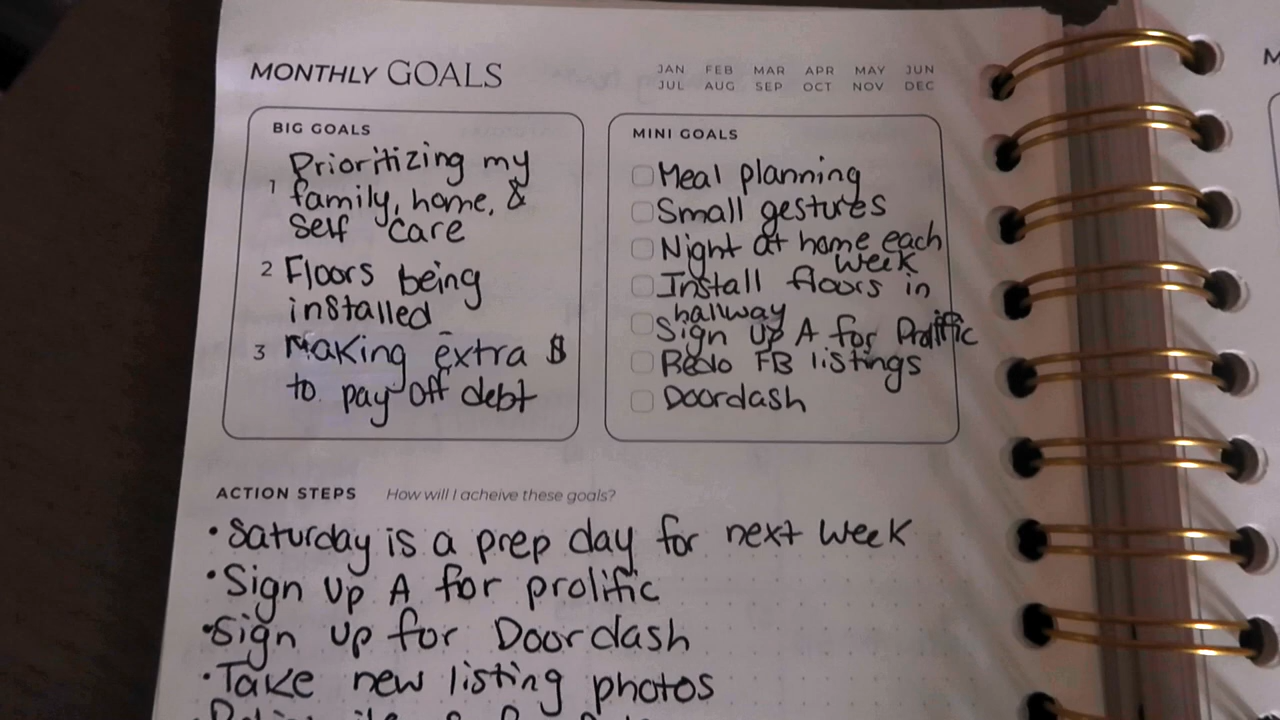 MONTHLY GOALS
JAN FEB MAR APR MAY JUN
JUL AUG SEP OCT NOV DEC
BIG GOALS
1 Prioritizing my
family, home, &
self care
2 Floors being
installed
3 Making extra $
to pay off debt
MINI GOALS
Meal planning
Small gestures
Night at home each
week
Install floors in
hallway
Sign up A for Prolific
Redo FB listings
Doordash
ACTION STEPS How will I acheive these goals?
• Saturday is a prep day for next week
• Sign up A for prolific
• Sign up for Doordash
• Take new listing photos
M